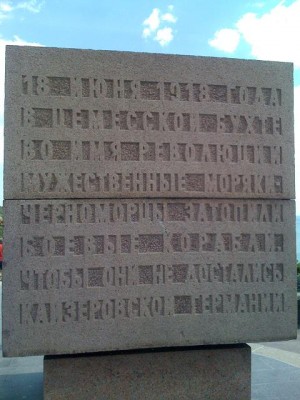 18 ИЮНЯ 1918 ГОДА
В ЦЕМЕССКОЙ БУХТЕ
ВО ИМЯ РЕВОЛЮЦИИ
МУЖЕСТВЕННЫЕ МОРЯКИ-
ЧЕРНОМОРЦЫ ЗАТОПИЛИ
БОЕВЫЕ КОРАБЛИ,
ЧТОБЫ ОНИ НЕ ДОСТАЛИСЬ
КАЙЗЕРОВСКОЙ ГЕРМАНИИ